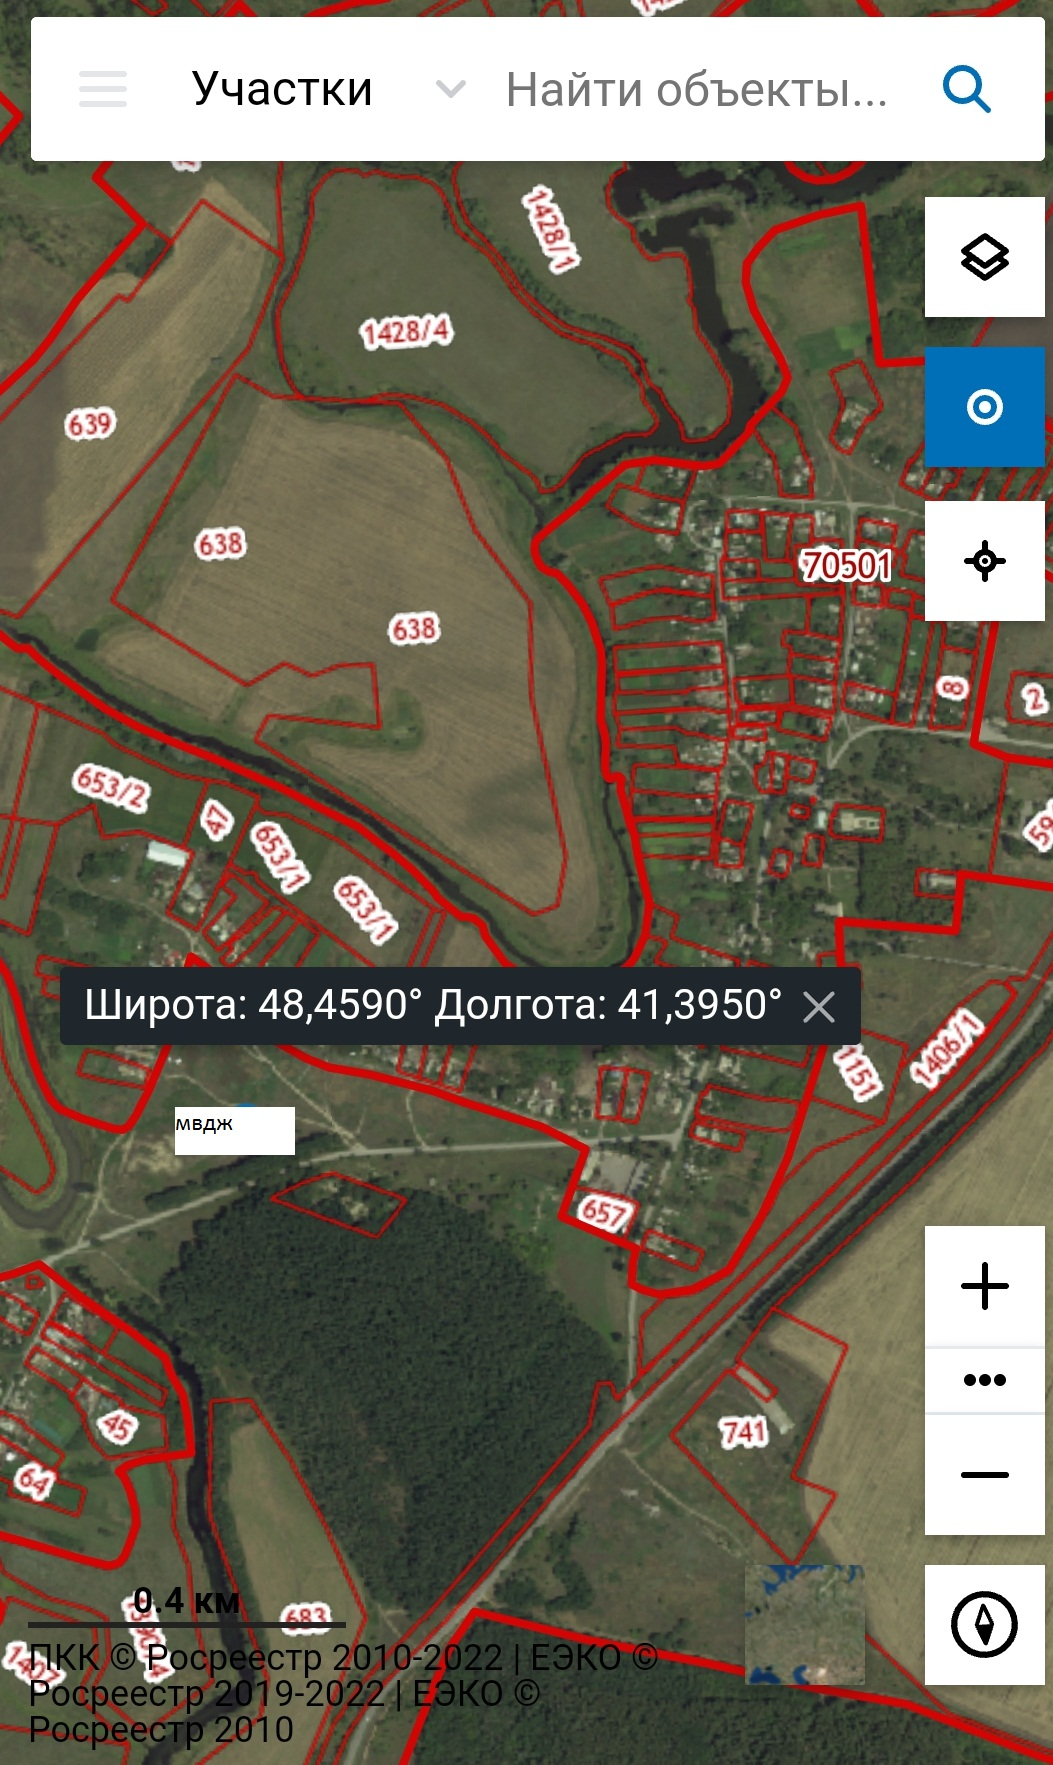 Участки
Найти объекты...
1428/1
1428/4
639
638
70501
638
8
2
653/2
47
653/1
653/1
Широта: 48,4590° Долгота: 41,3950°
1406/1
1151
мвдж
657
45
741
64
0.4 км
683
ПКК © Росреестр 2010-2022 | ЕЭКО ©
Росреестр 2019-2022 | ЕЭКО ©
Росреестр 2010